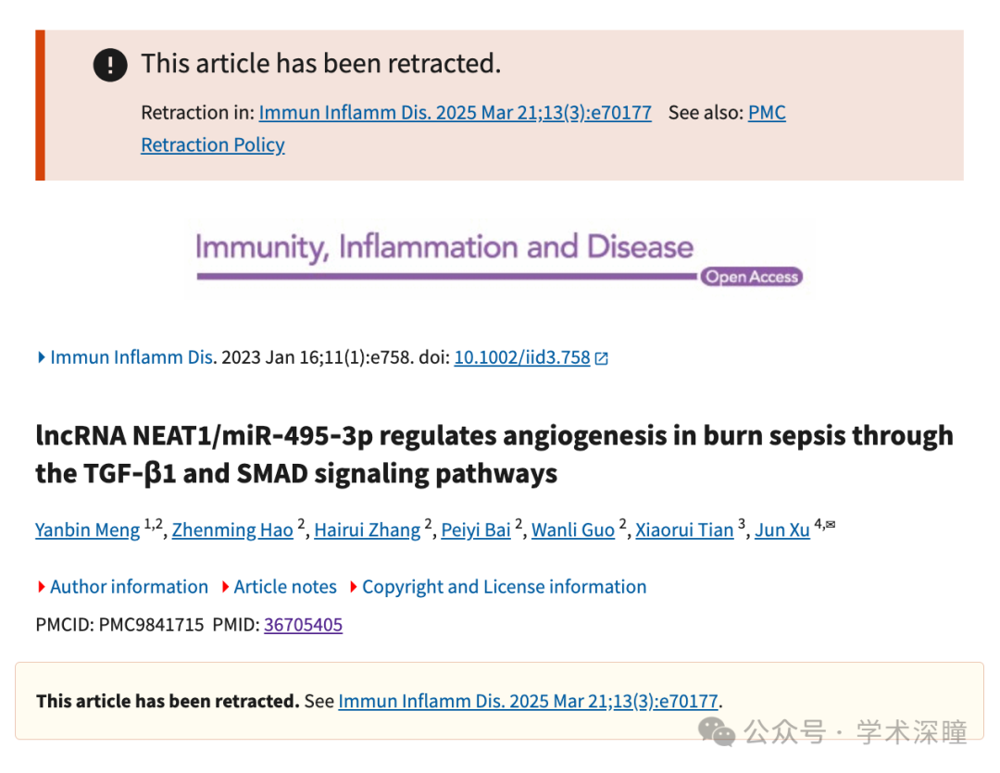 This article has been retracted.
Retraction in: Immun Inflamm Dis. 2025 Mar 21;13(3):e70177 See also: PMC
Retraction Policy
Immunity, Inflammation and Disease
Open Access
Immun Inflamm Dis. 2023 Jan 16;11(1):e758. doi: 10.1002/iid3.758
lncRNA NEAT1/miR-495-3p regulates angiogenesis in burn sepsis through
the TGF-β1 and SMAD signaling pathways
Yanbin Meng 1,2, Zhenming Hao 2, Hairui Zhang 2, Peiyi Bai 2, Wanli Guo 2, Xiaorui Tian 3, Jun Xu 4,✉
Author information Article notes Copyright and License information
PMCID: PMC9841715 PMID: 36705405
This article has been retracted. See Immun Inflamm Dis. 2025 Mar 21;13(3):e70177.
公众号 · 学术深瞳